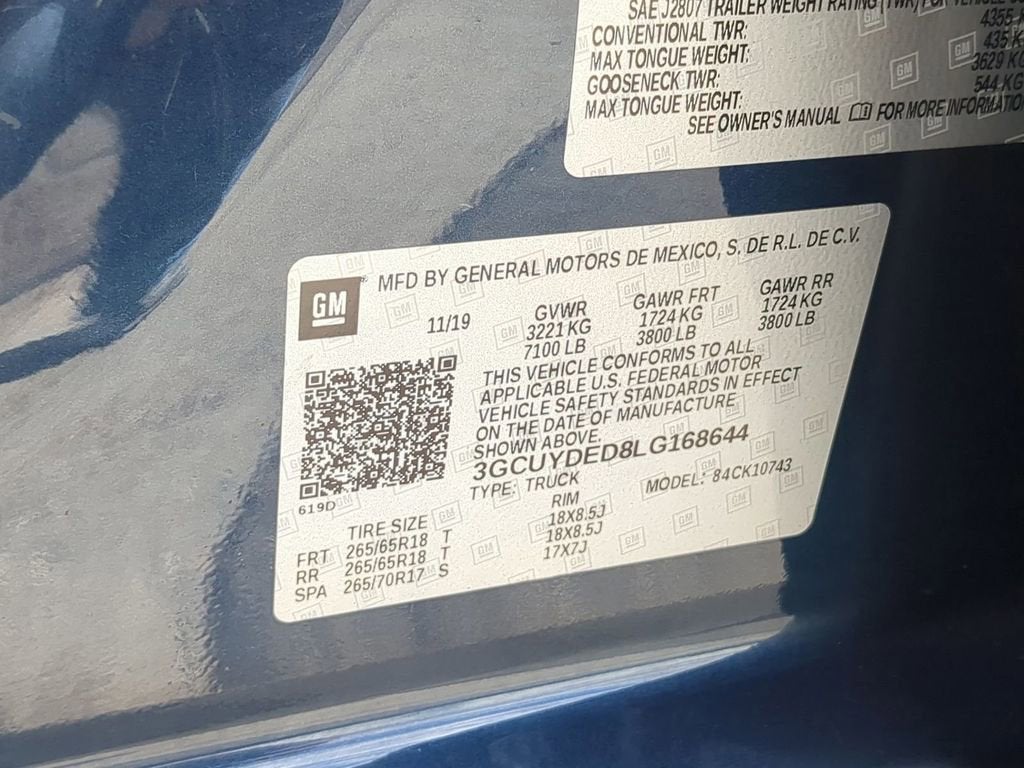 SAE J2807 TRAILER WEIGHT RATING (TWR) FOR VEHICLE
CONVENTIONAL TWR: 4355 K
MAX TONGUE WEIGHT: 435 KG
GOOSENECK TWR: 3629 KG
MAX TONGUE WEIGHT: 544 KG
SEE OWNER'S MANUAL FOR MORE INFORMATION
GM MFD BY GENERAL MOTORS DE MEXICO, S. DE R.L. DE C.V.
11/19 GVWR GAWR FRT GAWR RR
3221 KG 1724 KG 1724 KG
7100 LB 3800 LB 3800 LB
THIS VEHICLE CONFORMS TO ALL
APPLICABLE U.S. FEDERAL MOTOR
VEHICLE SAFETY STANDARDS IN EFFECT
ON THE DATE OF MANUFACTURE
SHOWN ABOVE.
3GCUYDED8LG168644
TYPE: TRUCK MODEL: 84CK10743
619D
TIRE SIZE RIM
FRT 265/65R18 T 18X8.5J
RR 265/65R18 T 18X8.5J
SPA 265/70R17 S 17X7J